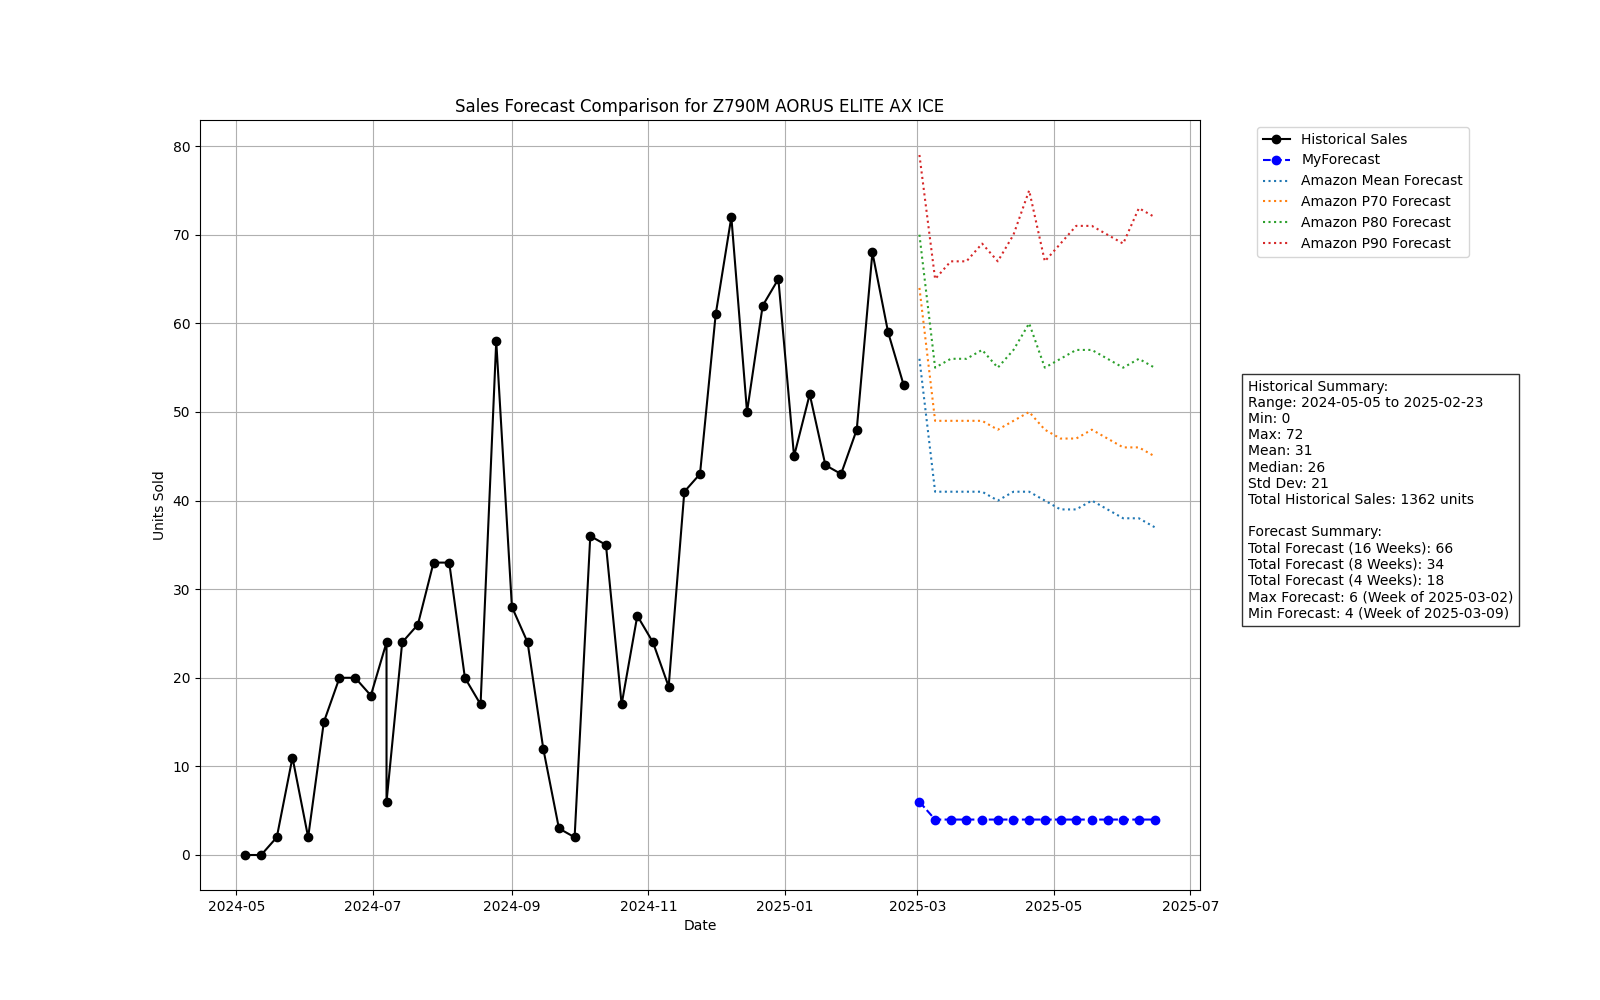 Sales Forecast Comparison for Z790M AORUS ELITE AX ICE
Units Sold
80
70
60
50
40
30
20
10
0
2024-05
2024-07
2024-09
2024-11
2025-01
2025-03
2025-05
2025-07
Date
Historical Sales
MyForecast
Amazon Mean Forecast
Amazon P70 Forecast
Amazon P80 Forecast
Amazon P90 Forecast
Historical Summary:
Range: 2024-05-05 to 2025-02-23
Min: 0
Max: 72
Mean: 31
Median: 26
Std Dev: 21
Total Historical Sales: 1362 units
Forecast Summary:
Total Forecast (16 Weeks): 66
Total Forecast (8 Weeks): 34
Total Forecast (4 Weeks): 18
Max Forecast: 6 (Week of 2025-03-02)
Min Forecast: 4 (Week of 2025-03-09)